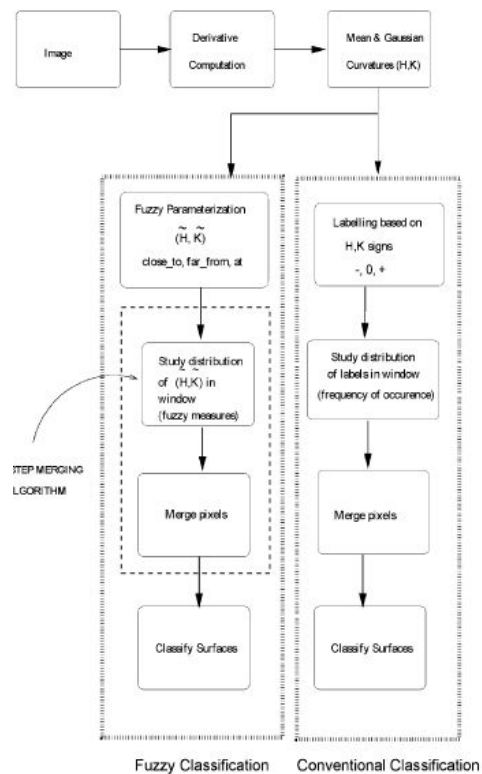 Image
Derivative
Computation
Mean & Gaussian
Curvatures (H,K)
Fuzzy Parameterization
(H̃, K̃)
close_to, far_from, at
Study distribution
of (H̃,K̃) in
window
(fuzzy measures)
Merge pixels
Classify Surfaces
STEP MERGING
ALGORITHM
Fuzzy Classification
Labelling based on
H,K signs
-, 0, +
Study distribution
of labels in window
(frequency of occurence)
Merge pixels
Classify Surfaces
Conventional Classification